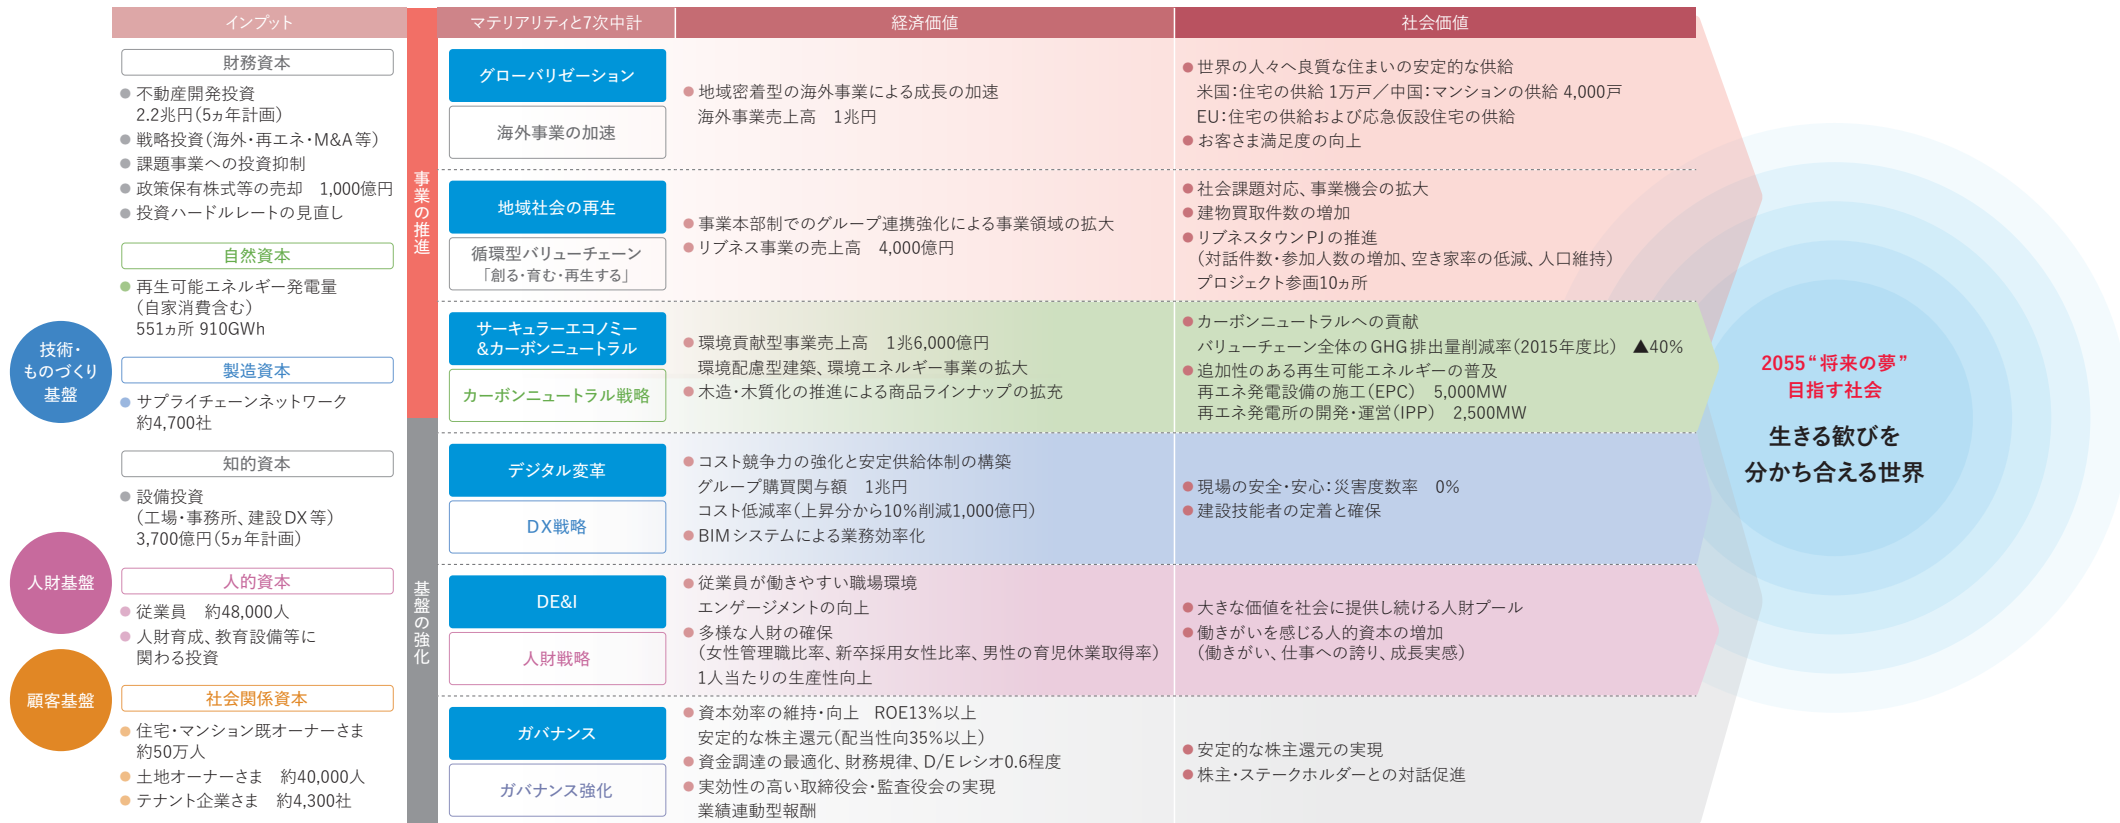 インプット
マテリアリティと7次中計
経済価値
社会価値
技術・
ものづくり
基盤
人財基盤
顧客基盤
財務資本
● 不動産開発投資
2.2兆円（5ヵ年計画）
● 戦略投資（海外・再エネ・M&A等）
● 課題事業への投資抑制
● 政策保有株式等の売却　1,000億円
● 投資ハードルレートの見直し
自然資本
● 再生可能エネルギー発電量
（自家消費含む）
551ヵ所 910GWh
製造資本
● サプライチェーンネットワーク
約4,700社
知的資本
● 設備投資
（工場・事務所、建設DX等）
3,700億円（5ヵ年計画）
人的資本
● 従業員　約48,000人
● 人財育成、教育設備等に
関わる投資
社会関係資本
● 住宅・マンション既オーナーさま
約50万人
● 土地オーナーさま　約40,000人
● テナント企業さま　約4,300社
事業の推進
基盤の強化
グローバリゼーション
海外事業の加速
● 地域密着型の海外事業による成長の加速
海外事業売上高　1兆円
● 世界の人々へ良質な住まいの安定的な供給
米国：住宅の供給 1万戸／中国：マンションの供給 4,000戸
EU：住宅の供給および応急仮設住宅の供給
● お客さま満足度の向上
地域社会の再生
循環型バリューチェーン
「創る・育む・再生する」
● 事業本部制でのグループ連携強化による事業領域の拡大
● リブネス事業の売上高　4,000億円
● 社会課題対応、事業機会の拡大
● 建物買取件数の増加
● リブネスタウンPJの推進
（対話件数・参加人数の増加、空き家率の低減、人口維持）
プロジェクト参画10ヵ所
サーキュラーエコノミー
&カーボンニュートラル
カーボンニュートラル戦略
● 環境貢献型事業売上高　1兆6,000億円
環境配慮型建築、環境エネルギー事業の拡大
● 木造・木質化の推進による商品ラインナップの拡充
● カーボンニュートラルへの貢献
バリューチェーン全体のGHG排出量削減率（2015年度比）　▲40%
● 追加性のある再生可能エネルギーの普及
再エネ発電設備の施工（EPC）　5,000MW
再エネ発電所の開発・運営（IPP）　2,500MW
デジタル変革
DX戦略
● コスト競争力の強化と安定供給体制の構築
グループ購買関与額　1兆円
コスト低減率（上昇分から10%削減1,000億円）
● BIMシステムによる業務効率化
● 現場の安全・安心：災害度数率　0%
● 建設技能者の定着と確保
DE&I
人財戦略
● 従業員が働きやすい職場環境
エンゲージメントの向上
● 多様な人財の確保
（女性管理職比率、新卒採用女性比率、男性の育児休業取得率）
1人当たりの生産性向上
● 大きな価値を社会に提供し続ける人財プール
● 働きがいを感じる人的資本の増加
（働きがい、仕事への誇り、成長実感）
ガバナンス
ガバナンス強化
● 資本効率の維持・向上　ROE13%以上
安定的な株主還元（配当性向35%以上）
● 資金調達の最適化、財務規律、D/Eレシオ0.6程度
● 実効性の高い取締役会・監査役会の実現
業績連動型報酬
● 安定的な株主還元の実現
● 株主・ステークホルダーとの対話促進
2055“将来の夢”
目指す社会
生きる歓びを
分かち合える世界